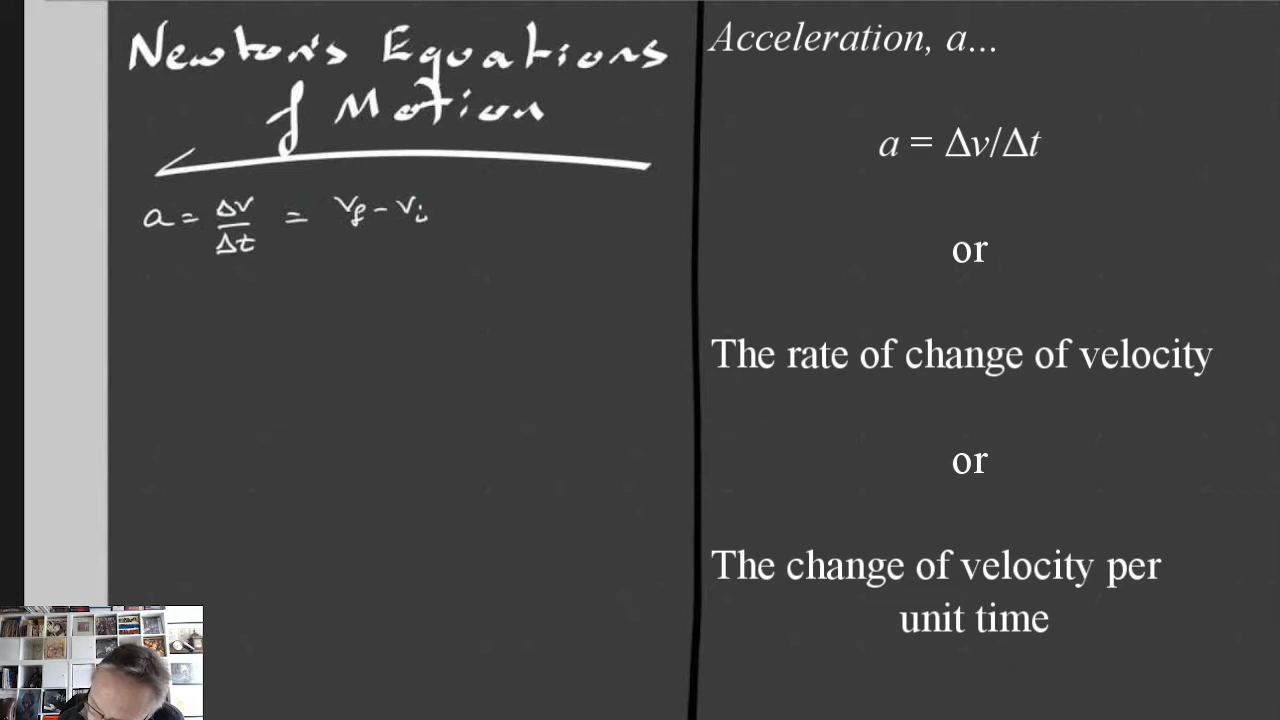 Newton's Equations
of Motion
a = Δv/Δt = vf - vi
Acceleration, a...
a = Δv/Δt
or
The rate of change of velocity
or
The change of velocity per
unit time